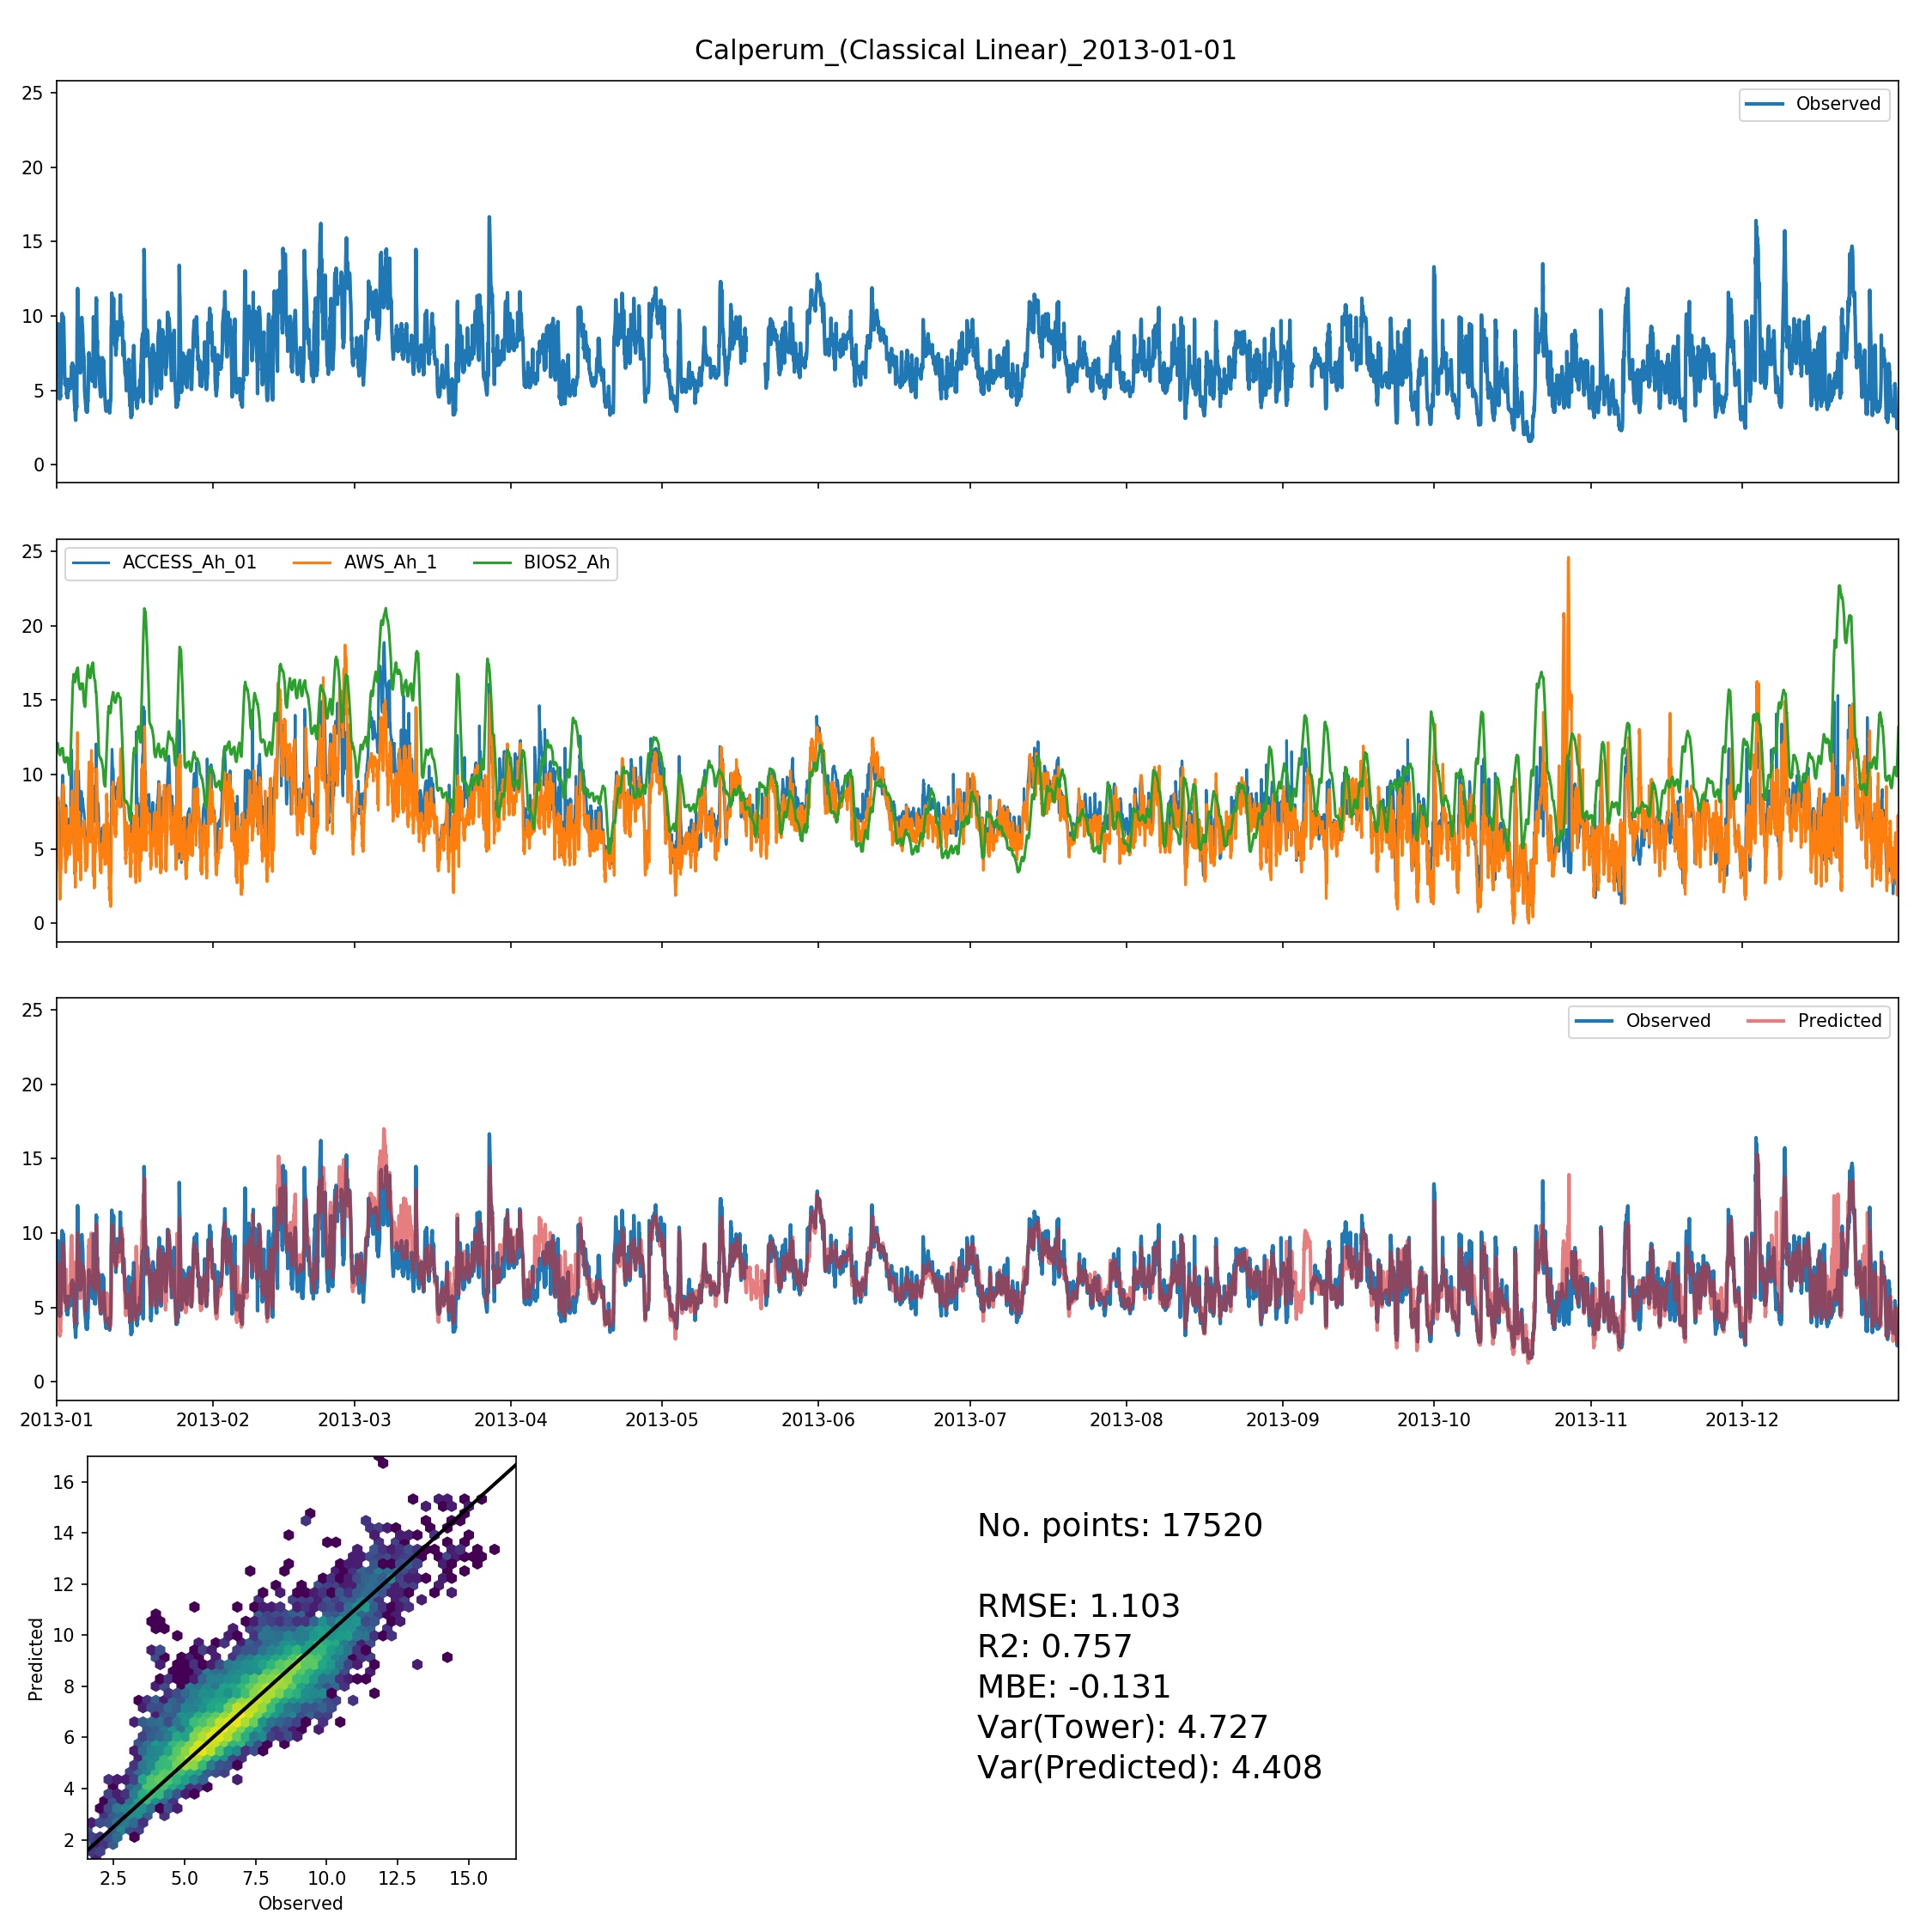 Calperum_(Classical Linear)_2013-01-01
25
20
15
10
5
0
Observed
25
20
15
10
5
0
ACCESS_Ah_01 AWS_Ah_1 BIOS2_Ah
25
20
15
10
5
0
Observed Predicted
2013-01 2013-02 2013-03 2013-04 2013-05 2013-06 2013-07 2013-08 2013-09 2013-10 2013-11 2013-12
16
14
12
10
8
6
4
2
Predicted
2.5 5.0 7.5 10.0 12.5 15.0
Observed
No. points: 17520
RMSE: 1.103
R2: 0.757
MBE: -0.131
Var(Tower): 4.727
Var(Predicted): 4.408